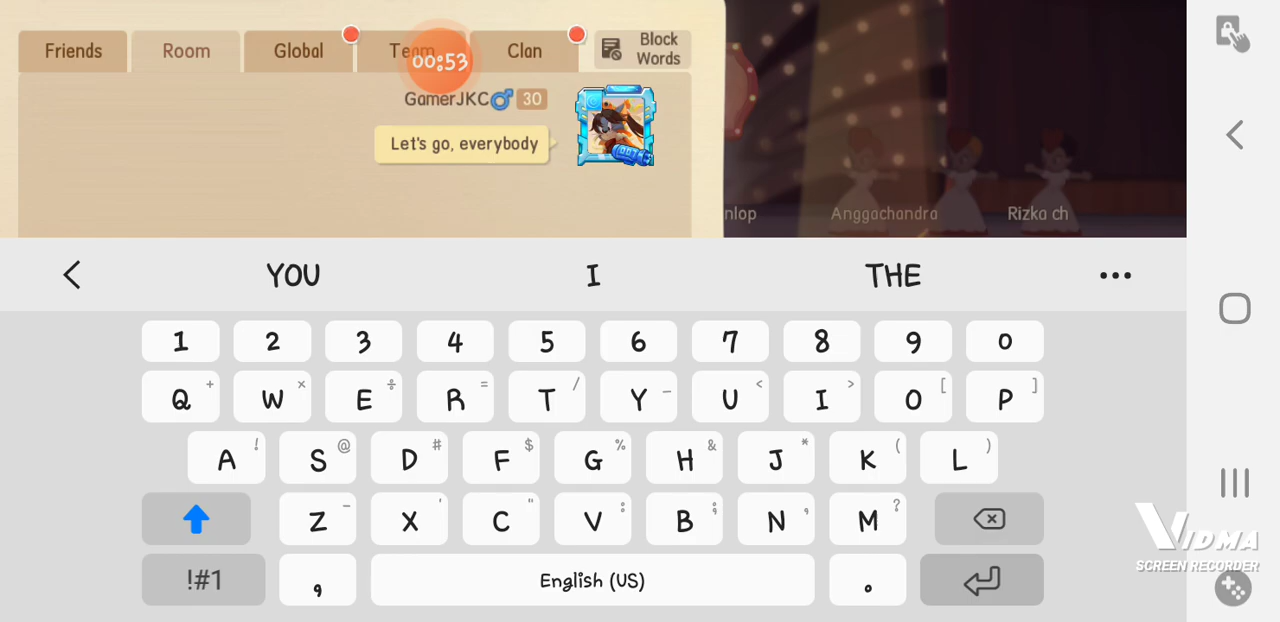 Friends Room Global Team Clan Block Words
00:53
GamerJKC 30
Let's go, everybody
007
nlop Anggachandra Rizka ch
YOU I THE
1 2 3 4 5 6 7 8 9 0
Q + W × E ÷ R = T / Y _ U < I > O [ P ]
A ! S @ D # F $ G % H & J * K ( L )
Z - X ' C " V : B ; N , M ?
!#1 , English (US) .
VIDMA
SCREEN RECORDER